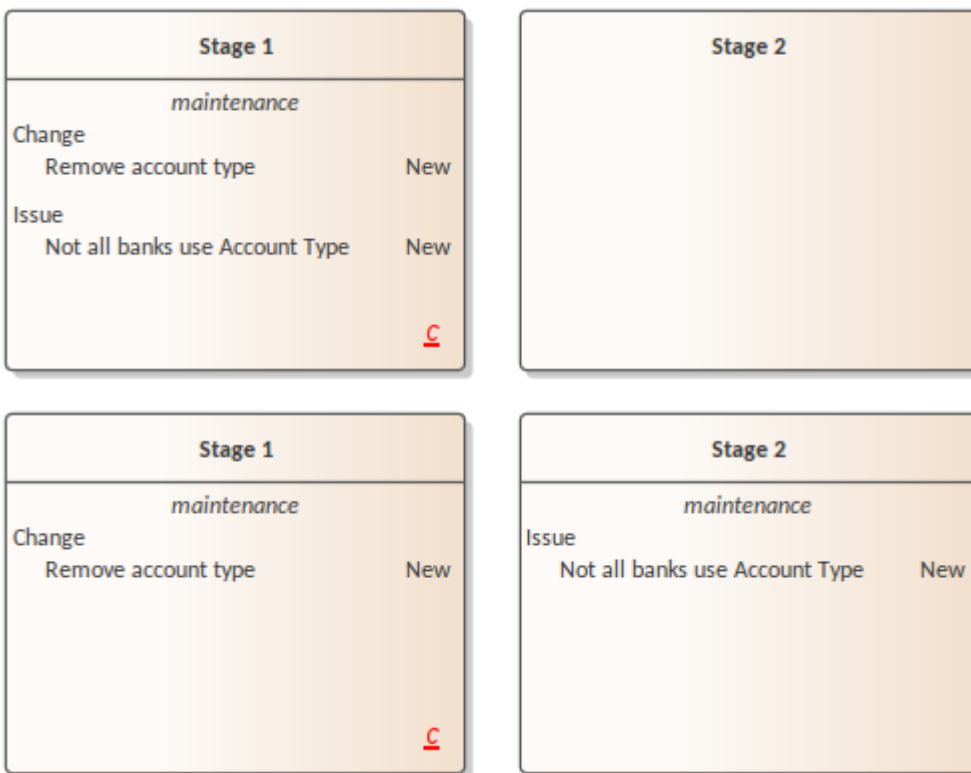 Stage 1
maintenance
Change
Remove account type New
Issue
Not all banks use Account Type New
C
Stage 2
Stage 1
maintenance
Change
Remove account type New
C
Stage 2
maintenance
Issue
Not all banks use Account Type New